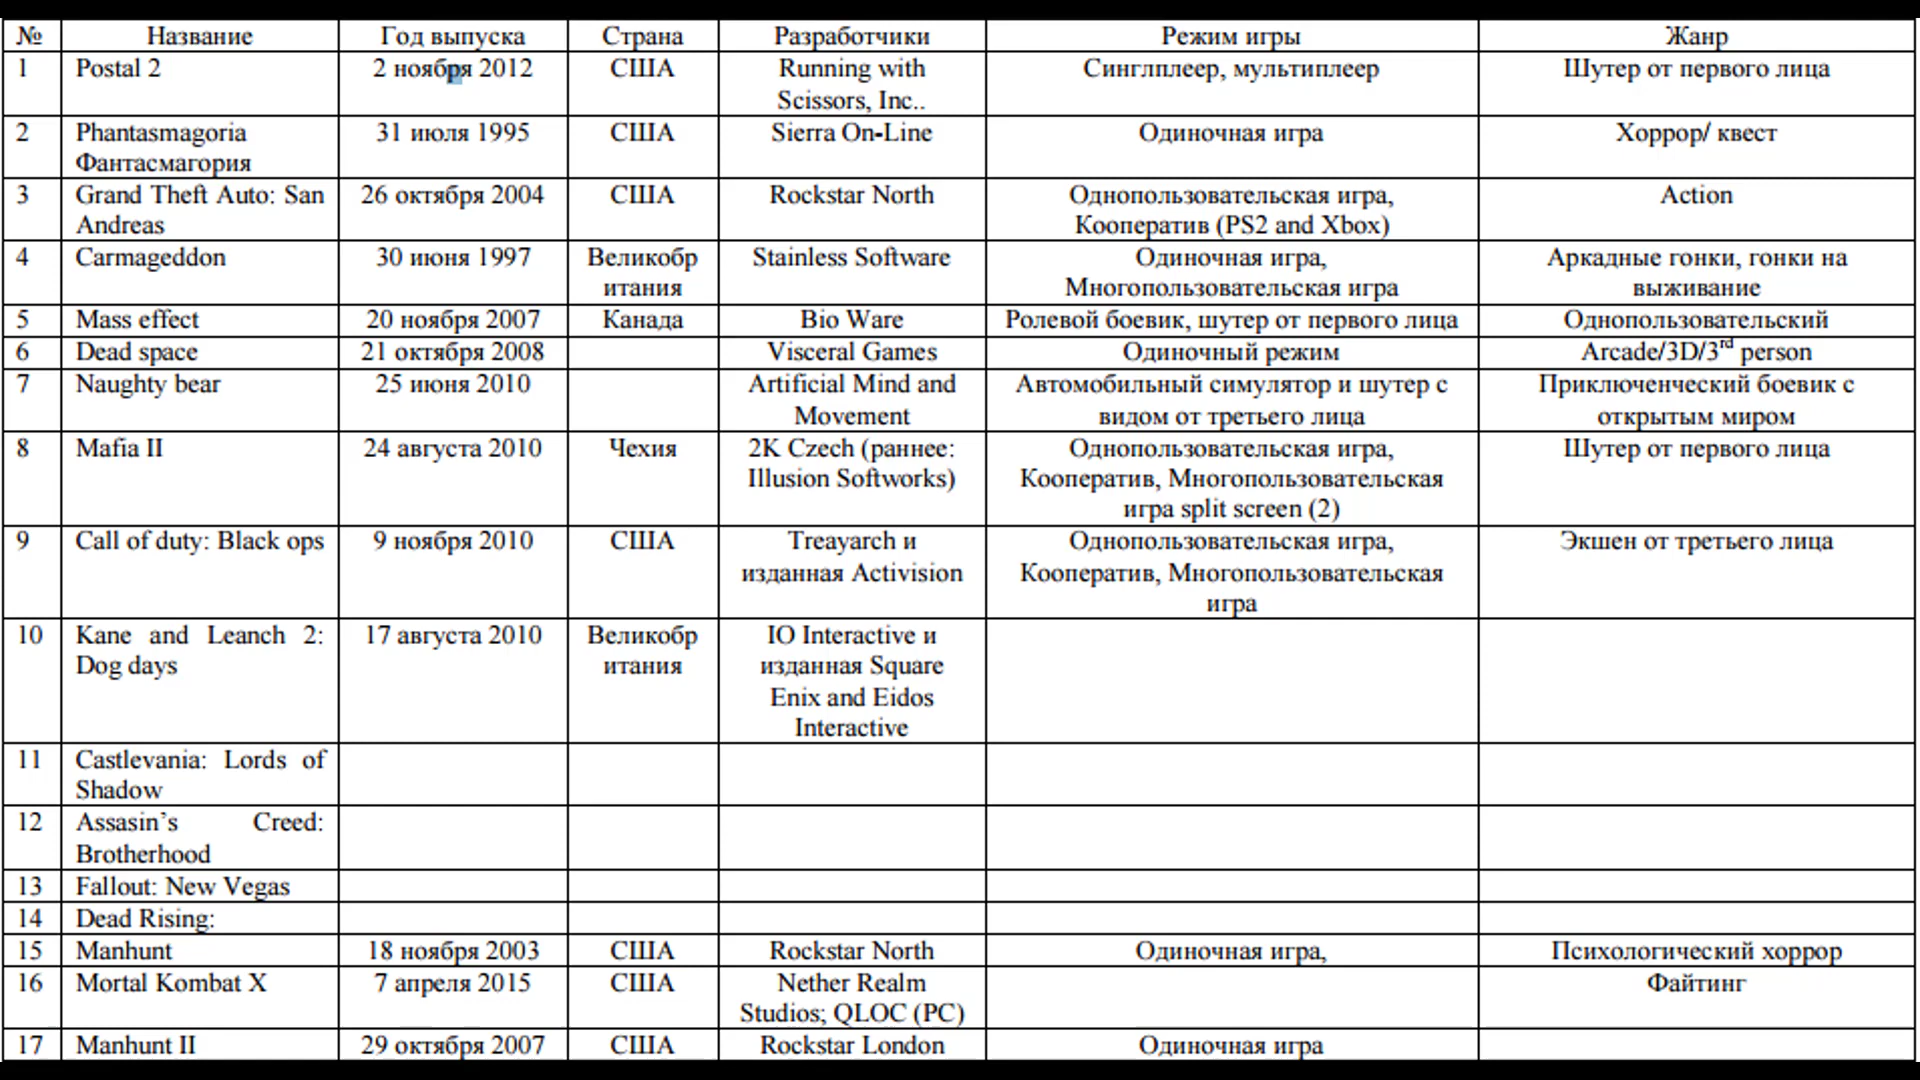 № Название Год выпуска Страна Разработчики Режим игры Жанр
1 Postal 2 2 ноября 2012 США Running with Синглплеер, мультиплеер Шутер от первого лица
Scissors, Inc..
2 Phantasmagoria 31 июля 1995 США Sierra On-Line Одиночная игра Хоррор/ квест
Фантасмагория
3 Grand Theft Auto: San 26 октября 2004 США Rockstar North Однопользовательская игра, Action
Andreas Кооператив (PS2 and Xbox)
4 Carmageddon 30 июня 1997 Великобр Stainless Software Одиночная игра, Аркадные гонки, гонки на
итания Многопользовательская игра выживание
5 Mass effect 20 ноября 2007 Канада Bio Ware Ролевой боевик, шутер от первого лица Однопользовательский
6 Dead space 21 октября 2008 Visceral Games Одиночный режим Arcade/3D/3rd person
7 Naughty bear 25 июня 2010 Artificial Mind and Автомобильный симулятор и шутер с Приключенческий боевик с
Movement видом от третьего лица открытым миром
8 Mafia II 24 августа 2010 Чехия 2K Czech (раннее: Однопользовательская игра, Шутер от первого лица
Illusion Softworks) Кооператив, Многопользовательская
игра split screen (2)
9 Call of duty: Black ops 9 ноября 2010 США Treayarch и Однопользовательская игра, Экшен от третьего лица
изданная Activision Кооператив, Многопользовательская
игра
10 Kane and Leanch 2: 17 августа 2010 Великобр IO Interactive и
Dog days итания изданная Square
Enix and Eidos
Interactive
11 Castlevania: Lords of
Shadow
12 Assasin’s Creed:
Brotherhood
13 Fallout: New Vegas
14 Dead Rising:
15 Manhunt 18 ноября 2003 США Rockstar North Одиночная игра, Психологический хоррор
16 Mortal Kombat X 7 апреля 2015 США Nether Realm Файтинг
Studios; QLOC (PC)
17 Manhunt II 29 октября 2007 США Rockstar London Одиночная игра